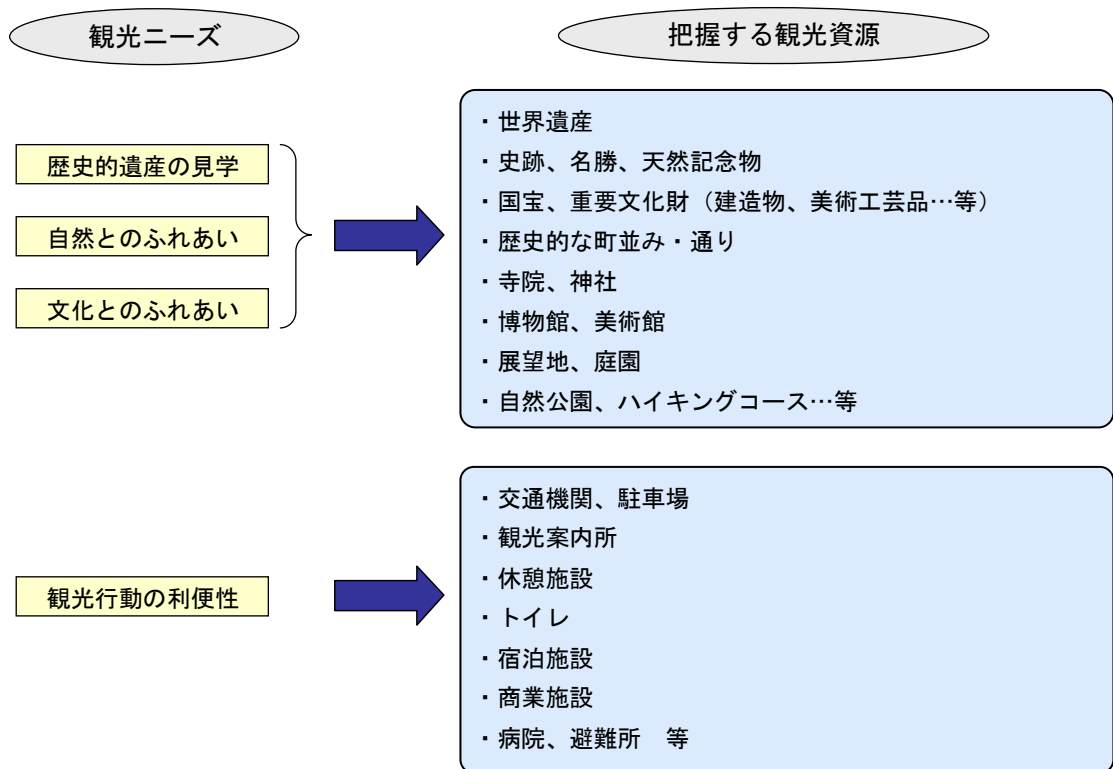 観光ニーズ
把握する観光資源
歴史的遺産の見学
自然とのふれあい
文化とのふれあい
・世界遺産
・史跡、名勝、天然記念物
・国宝、重要文化財（建造物、美術工芸品…等）
・歴史的な町並み・通り
・寺院、神社
・博物館、美術館
・展望地、庭園
・自然公園、ハイキングコース…等
観光行動の利便性
・交通機関、駐車場
・観光案内所
・休憩施設
・トイレ
・宿泊施設
・商業施設
・病院、避難所　等